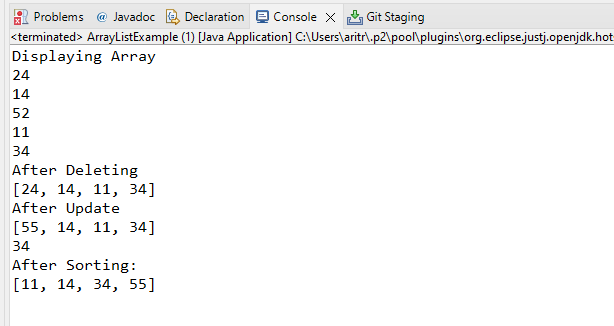 Problems @ Javadoc Declaration Console Git Staging
<terminated> ArrayListExample (1) [Java Application] C:\Users\aritr\.p2\pool\plugins\org.eclipse.justj.openjdk.hots
Displaying Array
24
14
52
11
34
After Deleting
[24, 14, 11, 34]
After Update
[55, 14, 11, 34]
34
After Sorting:
[11, 14, 34, 55]